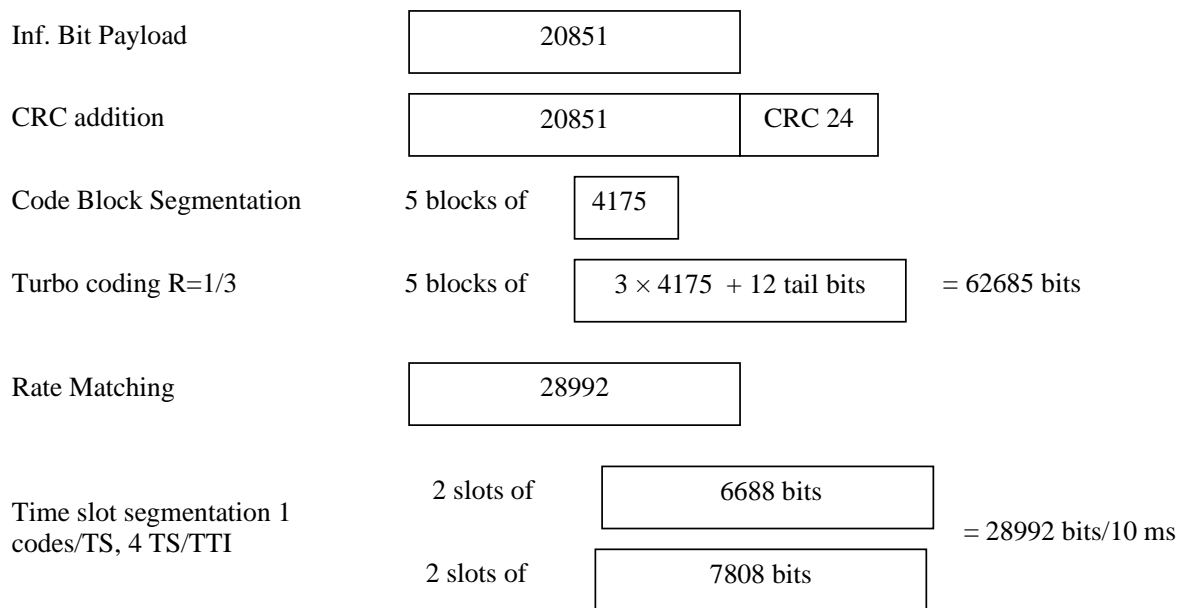 Inf. Bit Payload
20851
CRC addition
20851 CRC 24
Code Block Segmentation 5 blocks of 4175
Turbo coding R=1/3 5 blocks of 3 × 4175 + 12 tail bits = 62685 bits
Rate Matching 28992
Time slot segmentation 1
codes/TS, 4 TS/TTI
2 slots of 6688 bits
= 28992 bits/10 ms
2 slots of 7808 bits